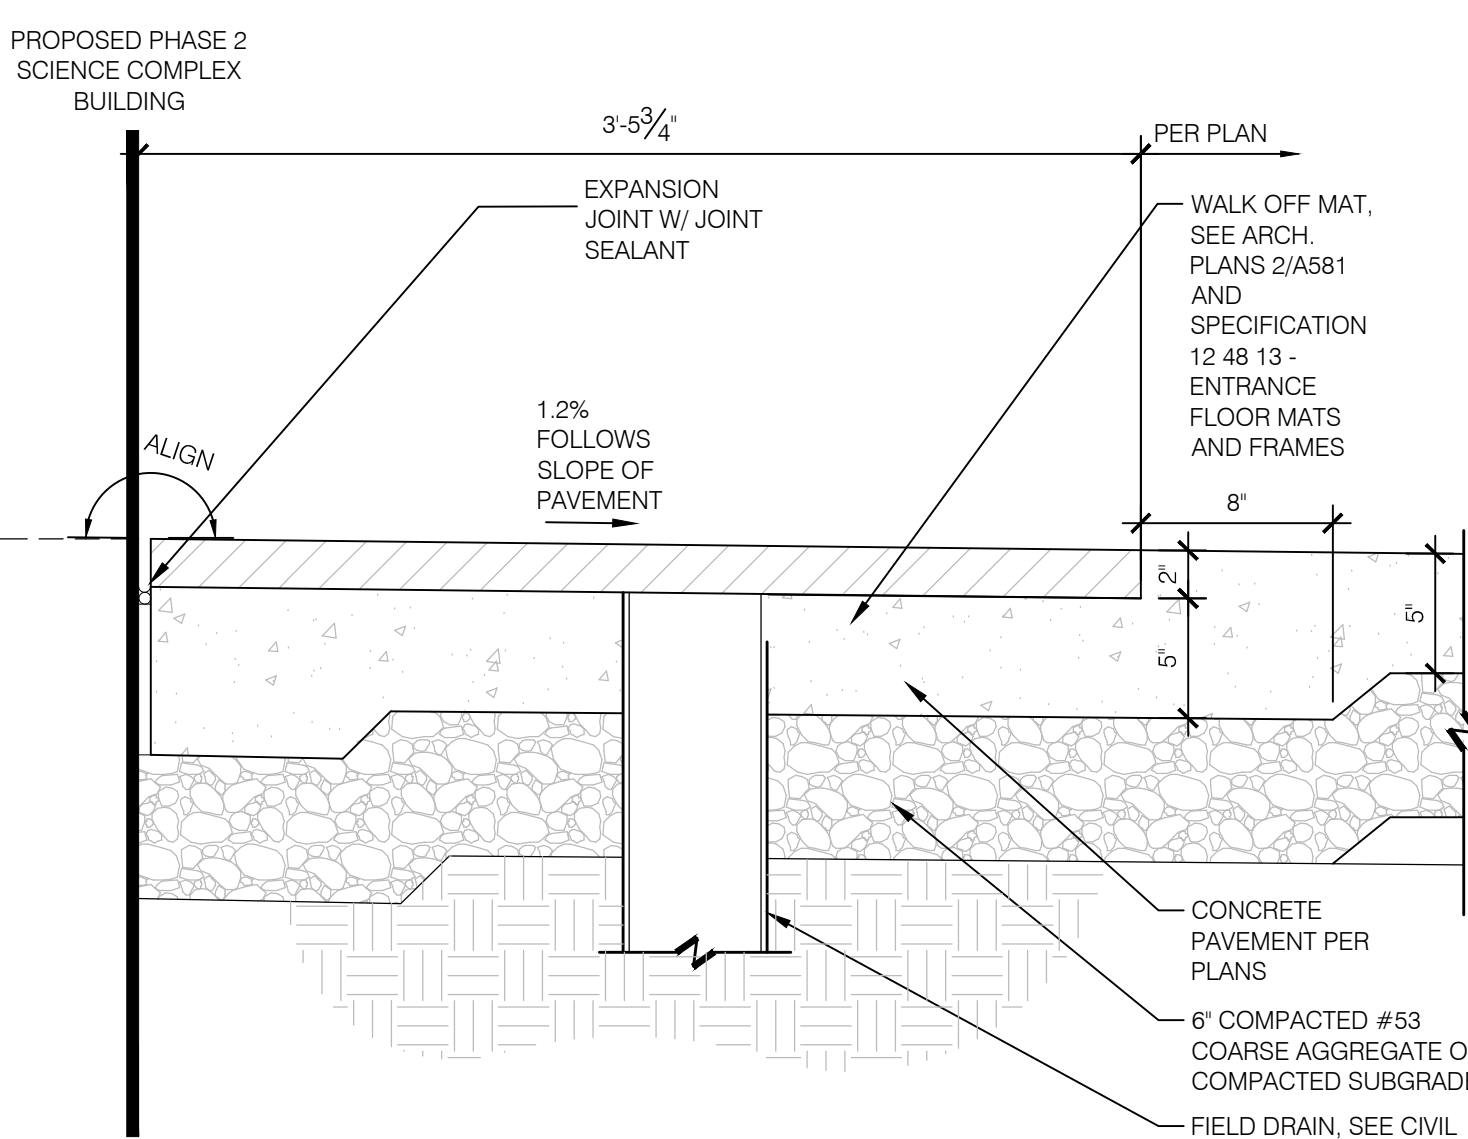 PROPOSED PHASE 2
SCIENCE COMPLEX
BUILDING
3'-5 3/4"
PER PLAN
EXPANSION
JOINT W/ JOINT
SEALANT
WALK OFF MAT,
SEE ARCH.
PLANS 2/A581
AND
SPECIFICATION
12 48 13 -
ENTRANCE
FLOOR MATS
AND FRAMES
1.2%
FOLLOWS
SLOPE OF
PAVEMENT
ALIGN
8"
2"
5"
5"
CONCRETE
PAVEMENT PER
PLANS
6" COMPACTED #53
COARSE AGGREGATE O
COMPACTED SUBGRADE
FIELD DRAIN, SEE CIVIL